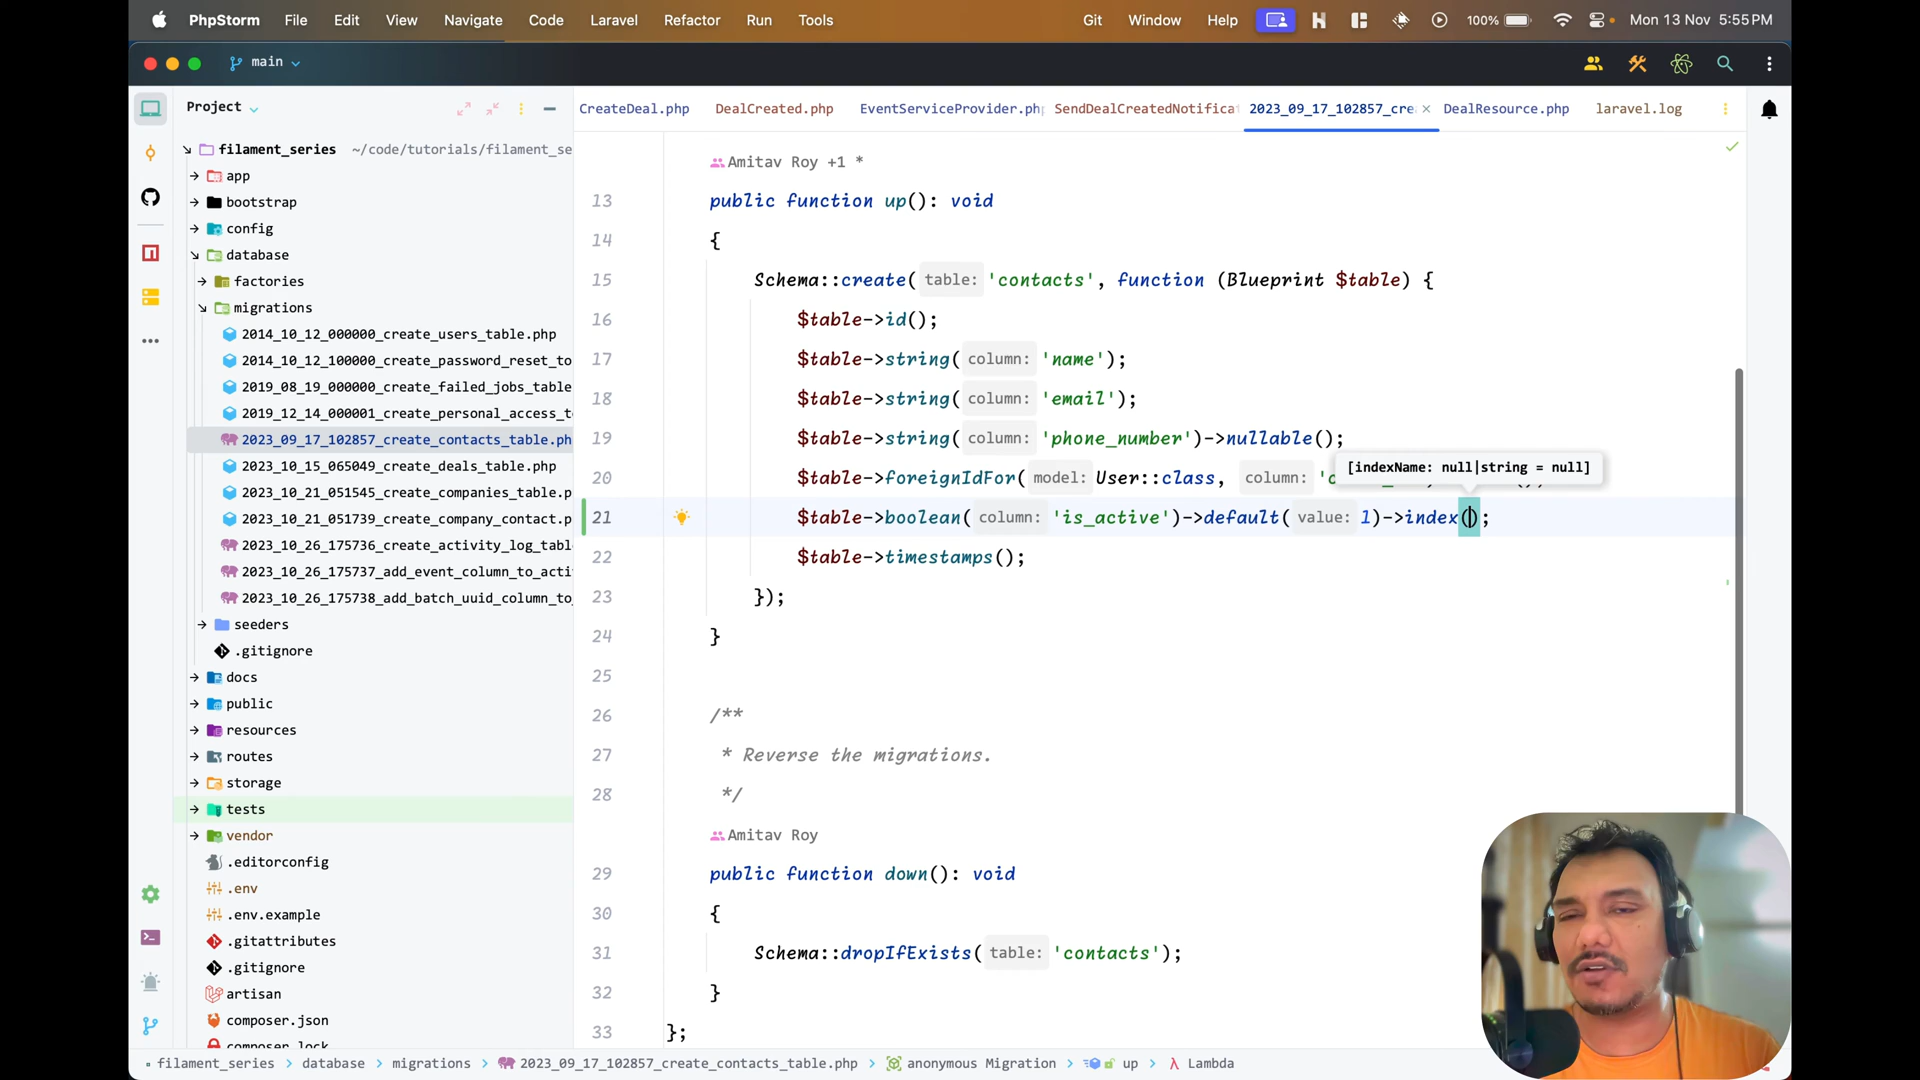 PhpStorm File Edit View Navigate Code Laravel Refactor Run Tools Git Window Help 100% Mon 13 Nov 5:55 PM
main
Project
CreateDeal.php DealCreated.php EventServiceProvider.ph SendDealCreatedNotifica 2023_09_17_102857_cre DealResource.php laravel.log
filament_series ~/code/tutorials/filament_se
app
bootstrap
config
database
factories
migrations
2014_10_12_000000_create_users_table.php
2014_10_12_100000_create_password_reset_to
2019_08_19_000000_create_failed_jobs_table
2019_12_14_000001_create_personal_access_t
2023_09_17_102857_create_contacts_table.ph
2023_10_15_065049_create_deals_table.php
2023_10_21_051545_create_companies_table.p
2023_10_21_051739_create_company_contact.p
2023_10_26_175736_create_activity_log_tabl
2023_10_26_175737_add_event_column_to_acti
2023_10_26_175738_add_batch_uuid_column_to
seeders
.gitignore
docs
public
resources
routes
storage
tests
vendor
.editorconfig
.env
.env.example
.gitattributes
.gitignore
artisan
composer.json
composer.lock
Amitav Roy +1 *
13 public function up(): void
14 {
15 Schema::create( table: 'contacts', function (Blueprint $table) {
16 $table->id();
17 $table->string( column: 'name');
18 $table->string( column: 'email');
19 $table->string( column: 'phone_number')->nullable();
[indexName: null|string = null]
20 $table->foreignIdFor( model: User::class, column:
21 $table->boolean( column: 'is_active')->default( value: 1)->index();
22 $table->timestamps();
23 });
24 }
25
26 /**
27 * Reverse the migrations.
28 */
Amitav Roy
29 public function down(): void
30 {
31 Schema::dropIfExists( table: 'contacts');
32 }
33 };
filament_series > database > migrations > 2023_09_17_102857_create_contacts_table.php > anonymous Migration > up > λ Lambda